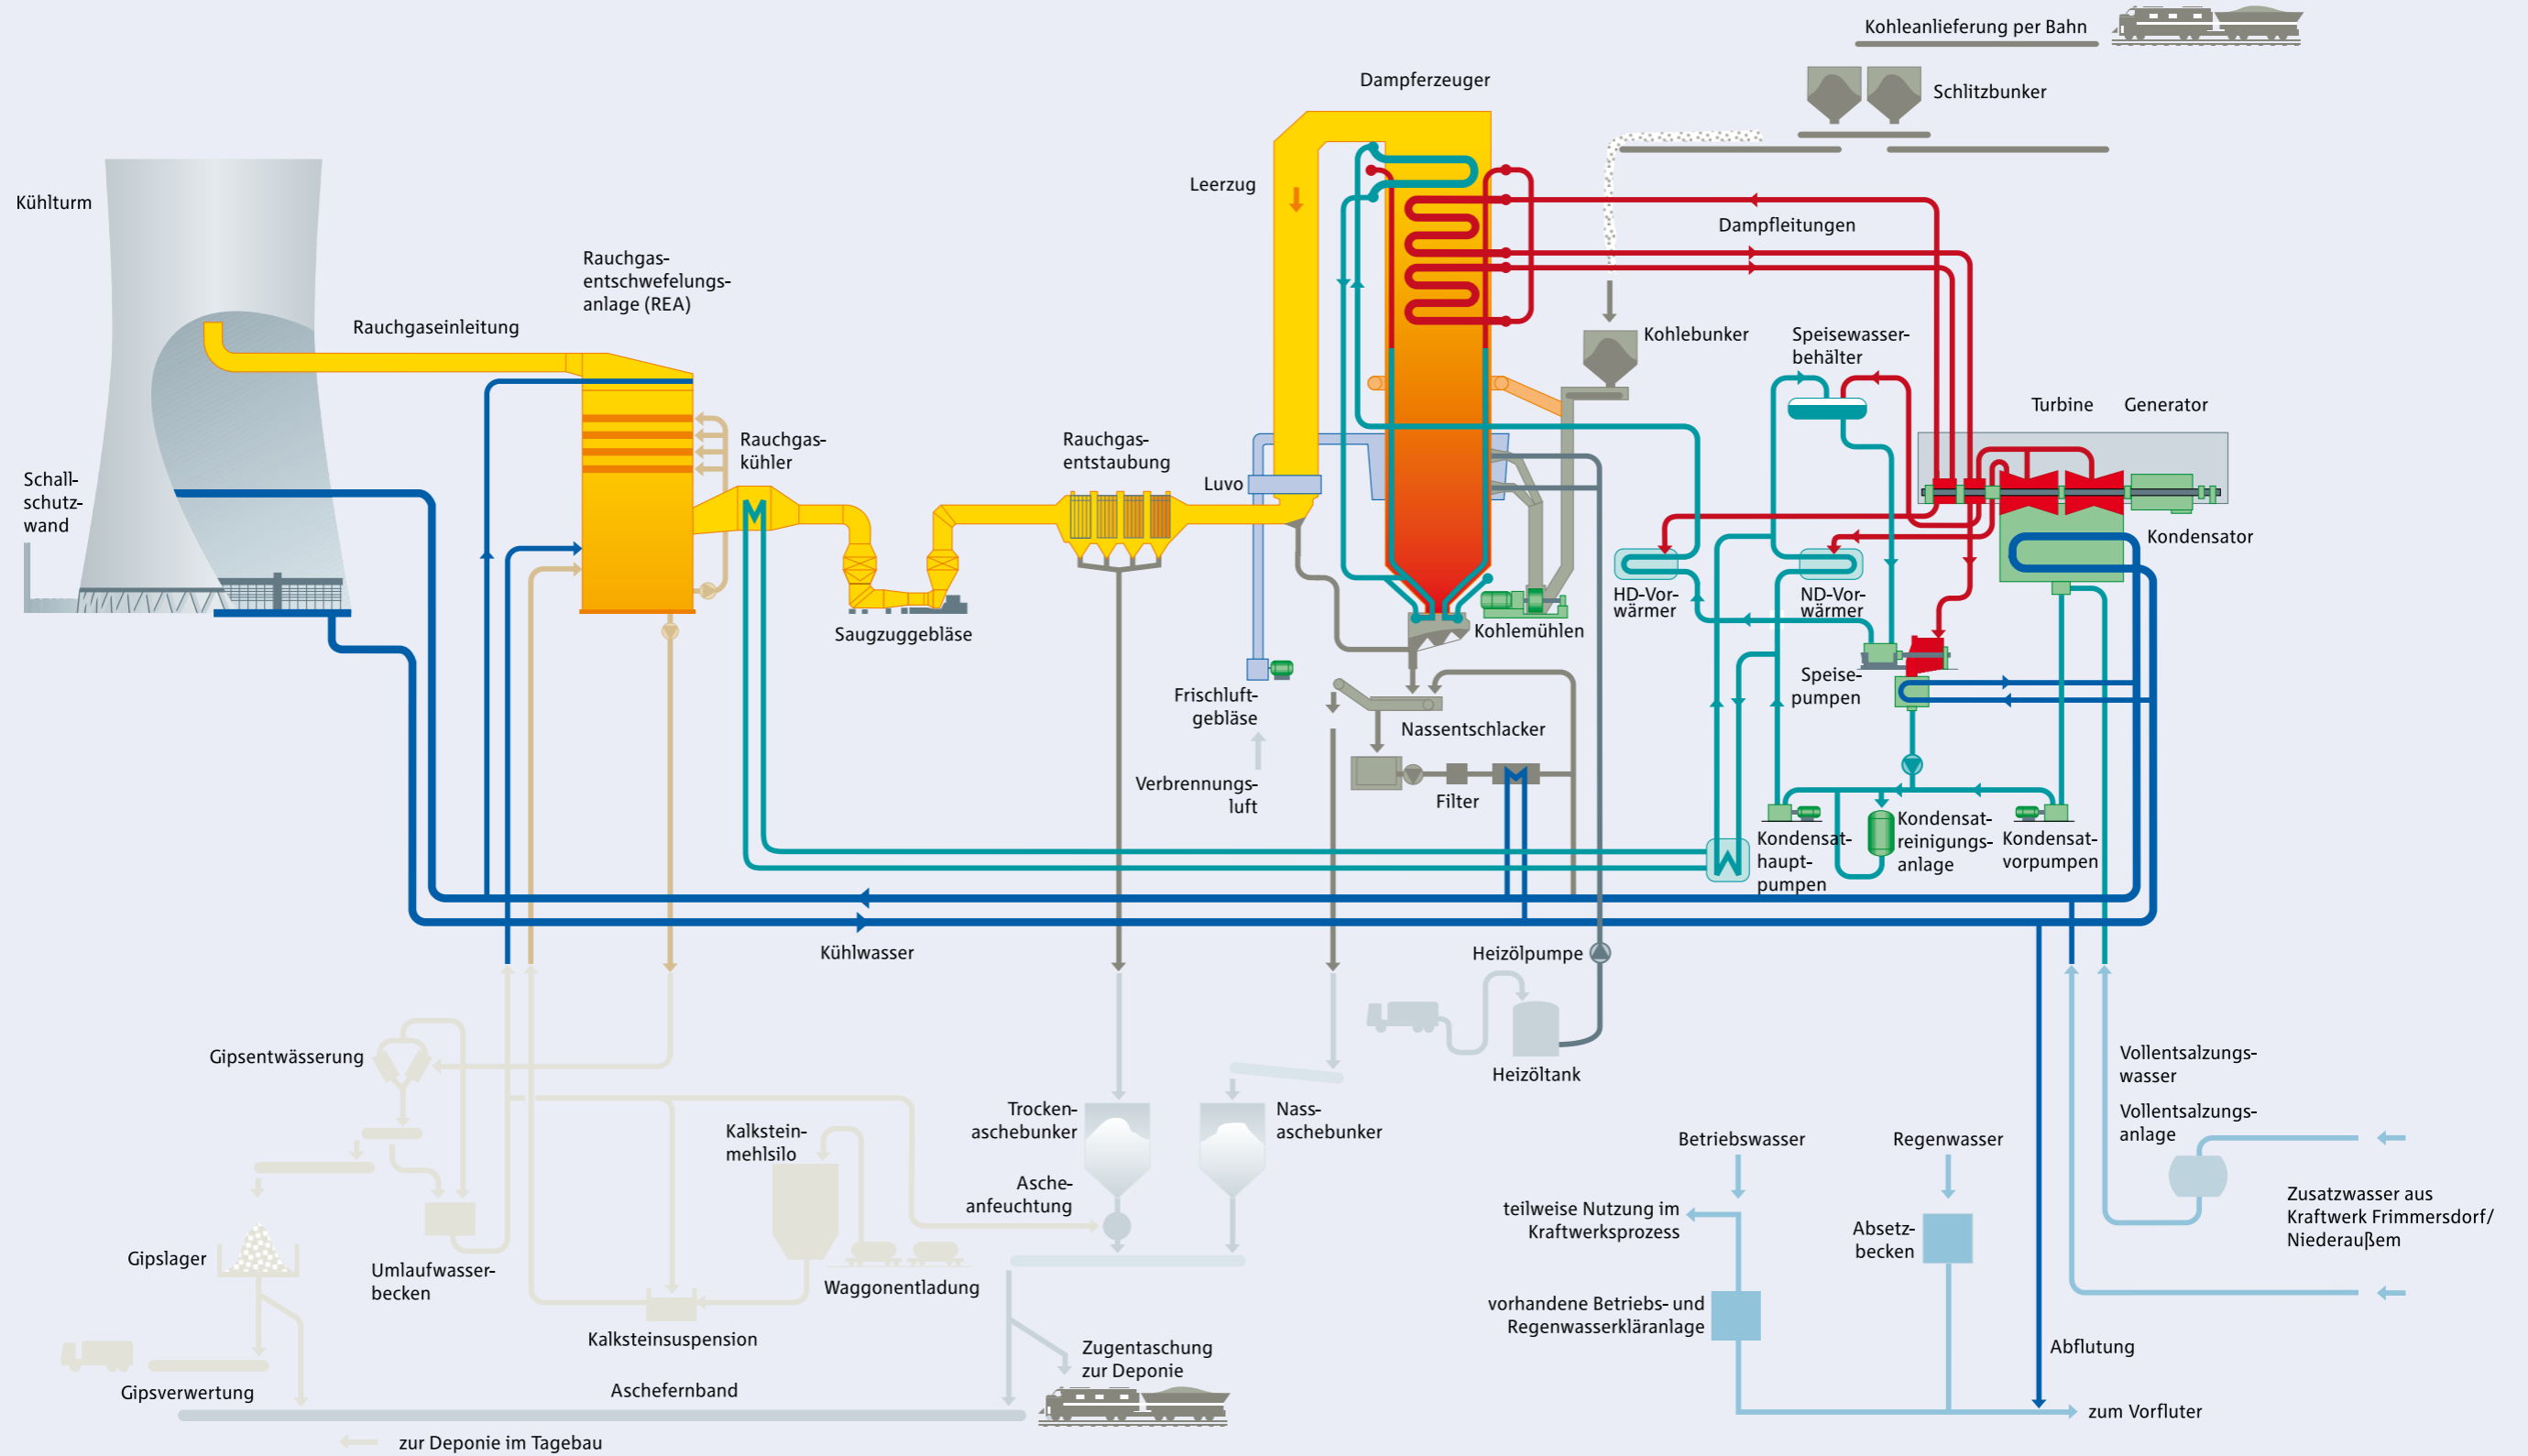 Kohleanlieferung per Bahn
Schlitzbunker
Dampferzeuger
Leerzug
Kühlturm
Dampfleitungen
Rauchgas-
entschwefelungs-
anlage (REA)
Rauchgaseinleitung
Kohlebunker
Speisewasser-
behälter
Turbine
Generator
Rauchgas-
kühler
Rauchgas-
entstaubung
Luvo
Schall-
schutz-
wand
Kondensator
HD-Vor-
wärmer
ND-Vor-
wärmer
Saugzuggebläse
Kohlemühlen
Speise-
pumpen
Frischluft-
gebläse
Nassentschlacker
Verbrennungs-
luft
Filter
Kondensat-
haupt-
pumpen
Kondensat-
reinigungs-
anlage
Kondensat-
vorpumpen
Kühlwasser
Heizölpumpe
Heizöltank
Gipsentwässerung
Vollentsalzungs-
wasser
Vollentsalzungs-
anlage
Trocken-
aschebunker
Nass-
aschebunker
Kalkstein-
mehlsilo
Betriebswasser
Regenwasser
Asche-
anfeuchtung
teilweise Nutzung im
Kraftwerksprozess
Absetz-
becken
Zusatzwasser aus
Kraftwerk Frimmersdorf/
Niederaußem
Gipslager
Umlaufwasser-
becken
Waggonentladung
vorhandene Betriebs- und
Regenwasserkläranlage
Kalksteinsuspension
Zugentaschung
zur Deponie
Abflutung
Gipsverwertung
Aschefernband
zum Vorfluter
zur Deponie im Tagebau